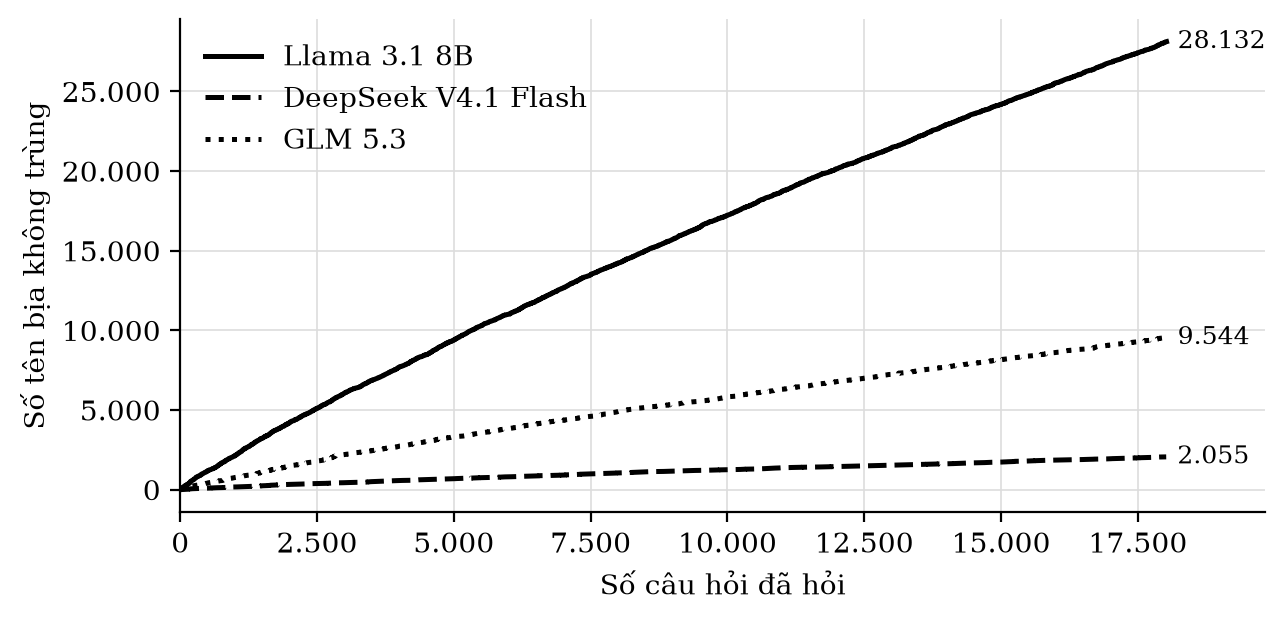 Llama 3.1 8B
DeepSeek V4.1 Flash
GLM 5.3
28.132
9.544
2.055
Số tên bịa không trùng
25.000
20.000
15.000
10.000
5.000
0
0 2.500 5.000 7.500 10.000 12.500 15.000 17.500
Số câu hỏi đã hỏi